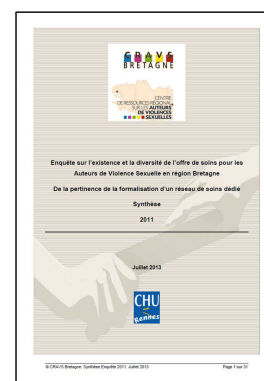 CRAVS
BRETAGNE
CENTRE
DE RESSOURCES RÉGIONAL
SUR LES AUTEURS
DE VIOLENCES
SEXUELLES
Enquête sur l'existence et la diversité de l'offre de soins pour les
Auteurs de Violence Sexuelle en région Bretagne
De la pertinence de la formalisation d'un réseau de soins dédié
Synthèse
2011
Juillet 2013
CHU
Rennes
© CRAVS Bretagne. Synthèse Enquête 2011. Juillet 2013
Page 1 sur 31